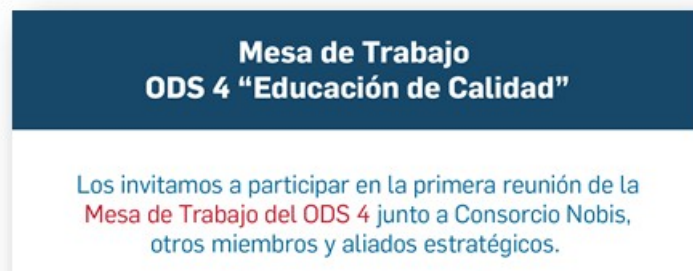 Mesa de Trabajo
ODS 4 “Educación de Calidad”
Los invitamos a participar en la primera reunión de la
Mesa de Trabajo del ODS 4 junto a Consorcio Nobis,
otros miembros y aliados estratégicos.